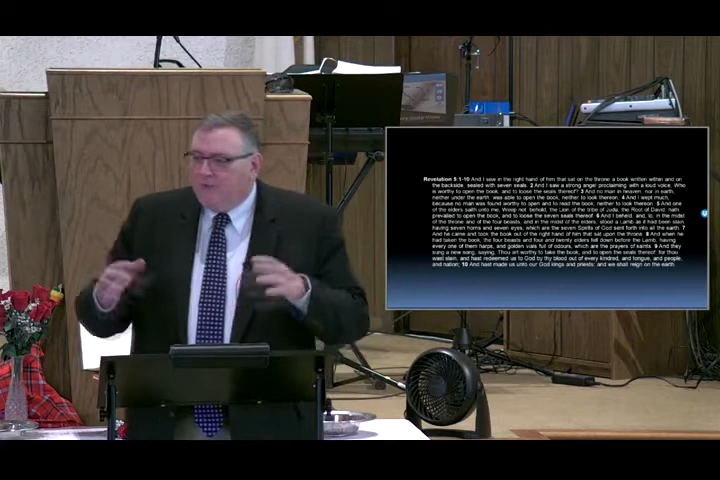 Revelation 5:1-10 And I saw in the right hand of him that sat on the throne a book written within and on
the backside, sealed with seven seals. 2 And I saw a strong angel proclaiming with a loud voice, Who
is worthy to open the book, and to loose the seals thereof? 3 And no man in heaven, nor in earth,
neither under the earth, was able to open the book, neither to look thereon. 4 And I wept much,
because no man was found worthy to open and to read the book, neither to look thereon. 5 And one
of the elders saith unto me, Weep not: behold, the Lion of the tribe of Juda, the Root of David, hath
prevailed to open the book, and to loose the seven seals thereof. 6 And I beheld, and, lo, in the midst
of the throne and of the four beasts, and in the midst of the elders, stood a Lamb as it had been slain,
having seven horns and seven eyes, which are the seven Spirits of God sent forth into all the earth. 7
And he came and took the book out of the right hand of him that sat upon the throne. 8 And when he
had taken the book, the four beasts and four and twenty elders fell down before the Lamb, having
every one of them harps, and golden vials full of odours, which are the prayers of saints. 9 And they
sung a new song, saying, Thou art worthy to take the book, and to open the seals thereof: for thou
wast slain, and hast redeemed us to God by thy blood out of every kindred, and tongue, and people,
and nation; 10 And hast made us unto our God kings and priests: and we shall reign on the earth.